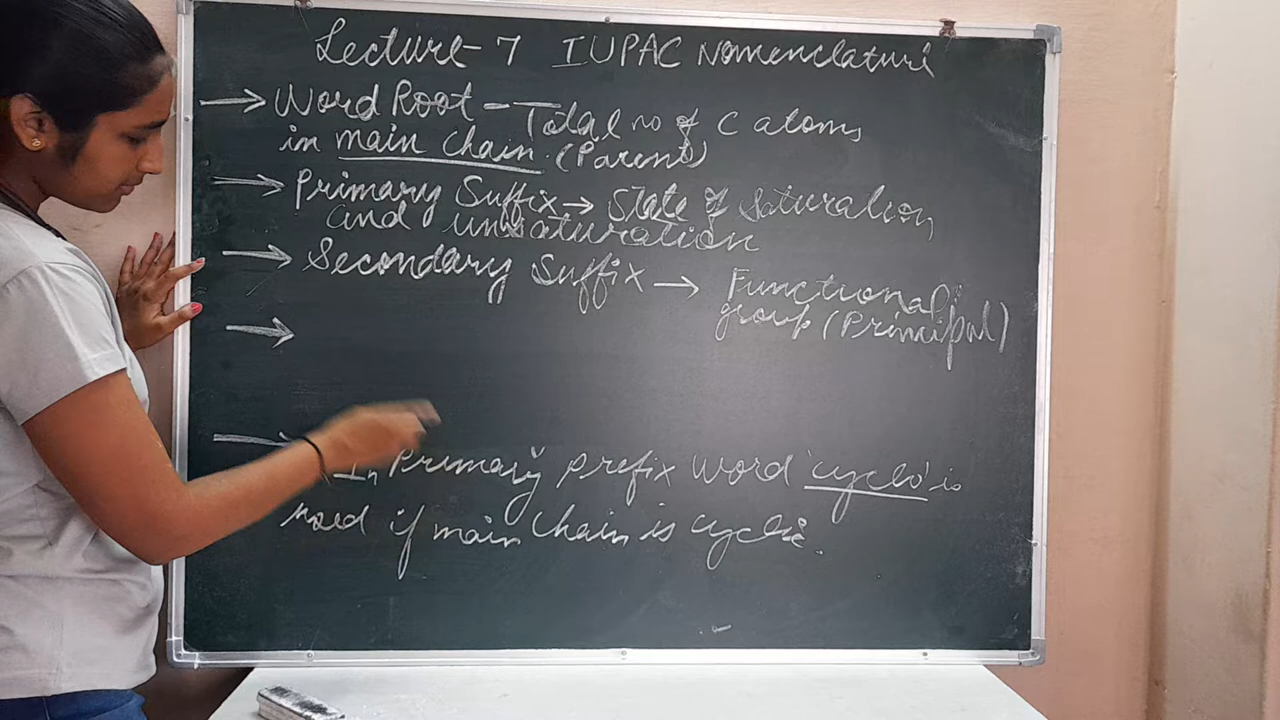 Lecture-7 IUPAC Nomenclature
→ Word Root - Total no of C atoms
in main chain. (Parent)
→ Primary Suffix → State of Saturation
and unsaturation
→ Secondary Suffix → Functional
group (Principal)
→
→ In Primary prefix word 'cyclo' is
used if main chain is cyclic.